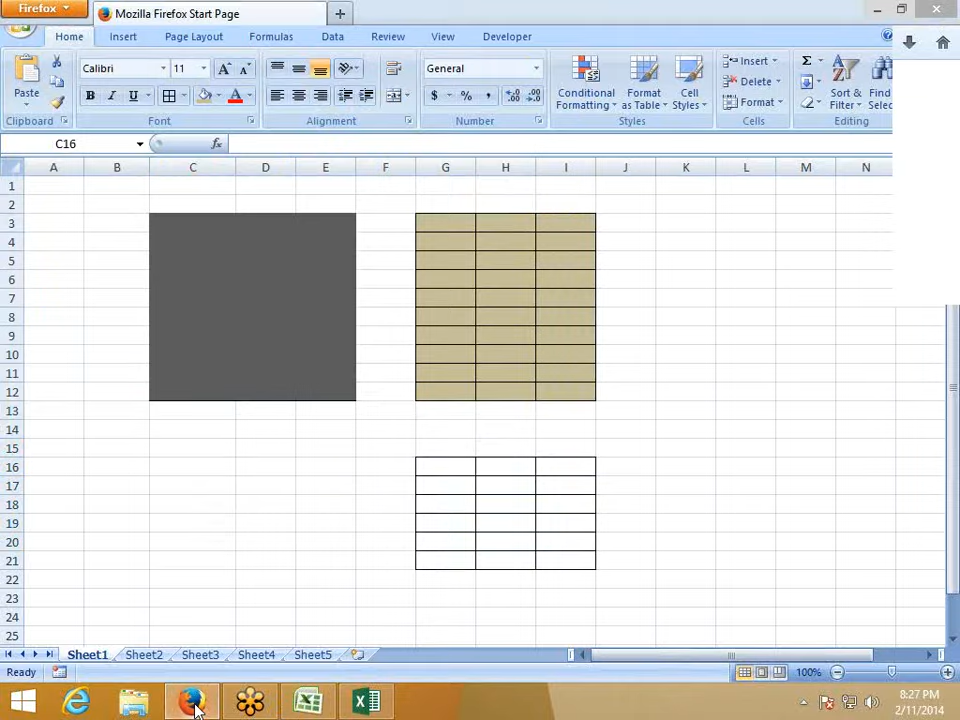 Firefox
Mozilla Firefox Start Page
Home Insert Page Layout Formulas Data Review View Developer
Paste
Calibri 11
B I U
General
$ % ,
Conditional Formatting
Format as Table
Cell Styles
Insert
Delete
Format
Sort & Filter
Find
Clipboard Font Alignment Number Styles Cells Editing
C16 fx
A B C D E F G H I J K L M N
1
2
3
4
5
6
7
8
9
10
11
12
13
14
15
16
17
18
19
20
21
22
23
24
25
Sheet1 Sheet2 Sheet3 Sheet4 Sheet5
Ready 100%
8:27 PM
2/11/2014